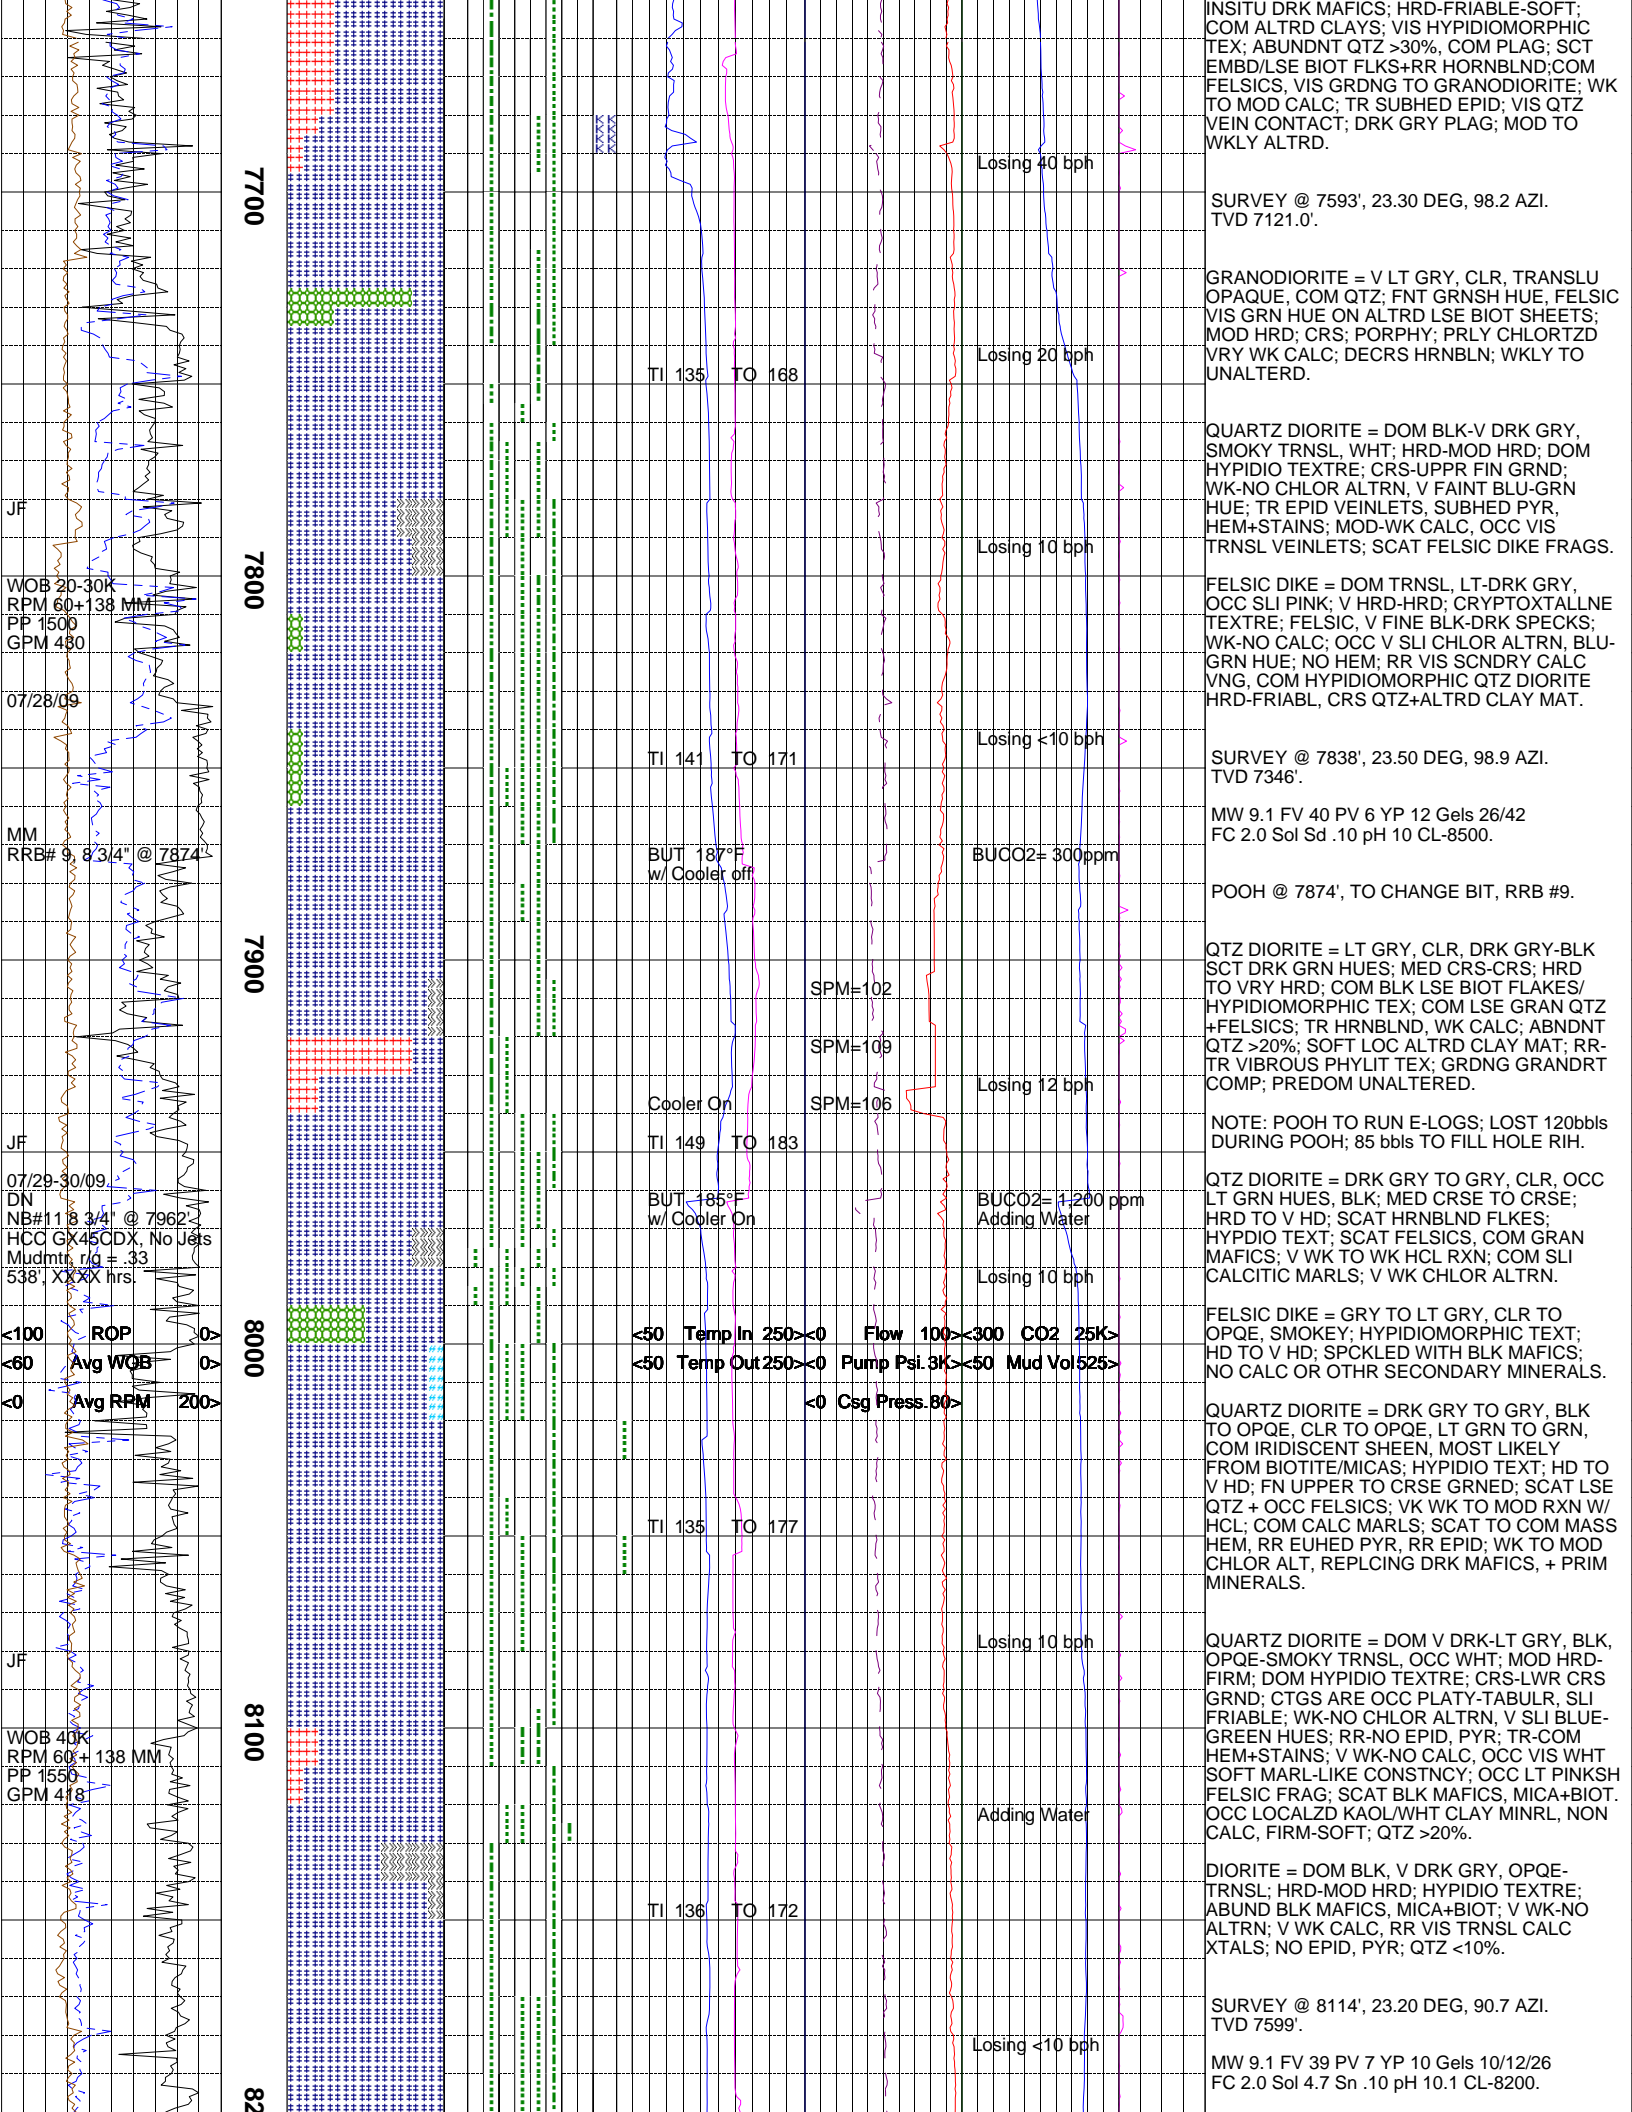 INSITU DRK MAFICS; HRD-FRIABLE-SOFT;
COM ALTRD CLAYS; VIS HYPIDIOMORPHIC
TEX; ABUNDNT QTZ >30%, COM PLAG; SCT
EMBD/LSE BIOT FLKS+RR HORNBLND;COM
FELSICS, VIS GRDNG TO GRANODIORITE; WK
TO MOD CALC; TR SUBHED EPID; VIS QTZ
VEIN CONTACT; DRK GRY PLAG; MOD TO
WKLY ALTRD.
KK
KK
KK
KK
Losing 40 bph
7700
SURVEY @ 7593', 23.30 DEG, 98.2 AZI.
TVD 7121.0'.
GRANODIORITE = V LT GRY, CLR, TRANSLU
OPAQUE, COM QTZ; FNT GRNSH HUE, FELSIC
VIS GRN HUE ON ALTRD LSE BIOT SHEETS;
MOD HRD; CRS; PORPHY; PRLY CHLORTZD
VRY WK CALC; DECRS HRNBLN; WKLY TO
UNALTERD.
Losing 20 bph
TI 135 TO 168
QUARTZ DIORITE = DOM BLK-V DRK GRY,
SMOKY TRNSL, WHT; HRD-MOD HRD; DOM
HYPIDIO TEXTRE; CRS-UPPR FIN GRND;
WK-NO CHLOR ALTRN, V FAINT BLU-GRN
HUE; TR EPID VEINLETS, SUBHED PYR,
HEM+STAINS; MOD-WK CALC, OCC VIS
TRNSL VEINLETS; SCAT FELSIC DIKE FRAGS.
JF
Losing 10 bph
7800
WOB 20-30K
RPM 60+138 MM
PP 1500
GPM 430
FELSIC DIKE = DOM TRNSL, LT-DRK GRY,
OCC SLI PINK; V HRD-HRD; CRYPTOXTALLNE
TEXTRE; FELSIC, V FINE BLK-DRK SPECKS;
WK-NO CALC; OCC V SLI CHLOR ALTRN, BLU-
GRN HUE; NO HEM; RR VIS SCNDRY CALC
VNG, COM HYPIDIOMORPHIC QTZ DIORITE
HRD-FRIABL, CRS QTZ+ALTRD CLAY MAT.
07/28/09
Losing <10 bph
TI 141 TO 171
SURVEY @ 7838', 23.50 DEG, 98.9 AZI.
TVD 7346'.
MW 9.1 FV 40 PV 6 YP 12 Gels 26/42
FC 2.0 Sol Sd .10 pH 10 CL-8500.
MM
RRB# 9, 8 3/4" @ 7874'
BUT 187°F
w/ Cooler off
BUCO2= 300ppm
POOH @ 7874', TO CHANGE BIT, RRB #9.
7900
QTZ DIORITE = LT GRY, CLR, DRK GRY-BLK
SCT DRK GRN HUES; MED CRS-CRS; HRD
TO VRY HRD; COM BLK LSE BIOT FLAKES/
HYPIDIOMORPHIC TEX; COM LSE GRAN QTZ
+FELSICS; TR HRNBLND, WK CALC; ABNDNT
QTZ >20%; SOFT LOC ALTRD CLAY MAT; RR-
TR VIBROUS PHYLIT TEX; GRDNG GRANDRT
COMP; PREDOM UNALTERED.
SPM=102
SPM=109
Losing 12 bph
Cooler On
SPM=106
NOTE: POOH TO RUN E-LOGS; LOST 120bbls
DURING POOH; 85 bbls TO FILL HOLE RIH.
JF
TI 149 TO 183
07/29-30/09
DN
NB#11 8 3/4' @ 7962'
HCC GX45CDX, No Jets
Mudmtr. r/g = .33
538', XXXX hrs.
BUT 185°F
w/ Cooler On
BUCO2= 1,200 ppm
Adding Water
Losing 10 bph
QTZ DIORITE = DRK GRY TO GRY, CLR, OCC
LT GRN HUES, BLK; MED CRSE TO CRSE;
HRD TO V HD; SCAT HRNBLND FLKES;
HYPDIO TEXT; SCAT FELSICS, COM GRAN
MAFICS; V WK TO WK HCL RXN; COM SLI
CALCITIC MARLS; V WK CHLOR ALTRN.
<100 ROP 0>
<60 Avg WOB 0>
<0 Avg RPM 200>
8000
<50 Temp In 250>
<50 Temp Out 250>
<0 Flow 100>
<0 Pump Psi. 3K>
<0 Csg Press. 80>
<300 CO2 25K>
<50 Mud Vol 525>
FELSIC DIKE = GRY TO LT GRY, CLR TO
OPQE, SMOKEY; HYPIDIOMORPHIC TEXT;
HD TO V HD; SPCKLED WITH BLK MAFICS;
NO CALC OR OTHR SECONDARY MINERALS.
QUARTZ DIORITE = DRK GRY TO GRY, BLK
TO OPQE, CLR TO OPQE, LT GRN TO GRN,
COM IRIDISCENT SHEEN, MOST LIKELY
FROM BIOTITE/MICAS; HYPIDIO TEXT; HD TO
V HD; FN UPPER TO CRSE GRNED; SCAT LSE
QTZ + OCC FELSICS; VK WK TO MOD RXN W/
HCL; COM CALC MARLS; SCAT TO COM MASS
HEM, RR EUHED PYR, RR EPID; WK TO MOD
CHLOR ALT, REPLCING DRK MAFICS, + PRIM
MINERALS.
TI 135 TO 177
Losing 10 bph
JF
8100
WOB 40K
RPM 60 + 138 MM
PP 1550
GPM 418
QUARTZ DIORITE = DOM V DRK-LT GRY, BLK,
OPQE-SMOKY TRNSL, OCC WHT; MOD HRD-
FIRM; DOM HYPIDIO TEXTRE; CRS-LWR CRS
GRND; CTGS ARE OCC PLATY-TABULR, SLI
FRIABLE; WK-NO CHLOR ALTRN, V SLI BLUE-
GREEN HUES; RR-NO EPID, PYR; TR-COM
HEM+STAINS; V WK-NO CALC, OCC VIS WHT
SOFT MARL-LIKE CONSTNCY; OCC LT PINKSH
FELSIC FRAG; SCAT BLK MAFICS, MICA+BIOT.
OCC LOCALZD KAOL/WHT CLAY MINRL, NON
CALC, FIRM-SOFT; QTZ >20%.
Adding Water
DIORITE = DOM BLK, V DRK GRY, OPQE-
TRNSL; HRD-MOD HRD; HYPIDIO TEXTRE;
ABUND BLK MAFICS, MICA+BIOT; V WK-NO
ALTRN; V WK CALC, RR VIS TRNSL CALC
XTALS; NO EPID, PYR; QTZ <10%.
TI 136 TO 172
SURVEY @ 8114', 23.20 DEG, 90.7 AZI.
TVD 7599'.
Losing <10 bph
MW 9.1 FV 39 PV 7 YP 10 Gels 10/12/26
FC 2.0 Sol 4.7 Sn .10 pH 10.1 CL-8200.
82